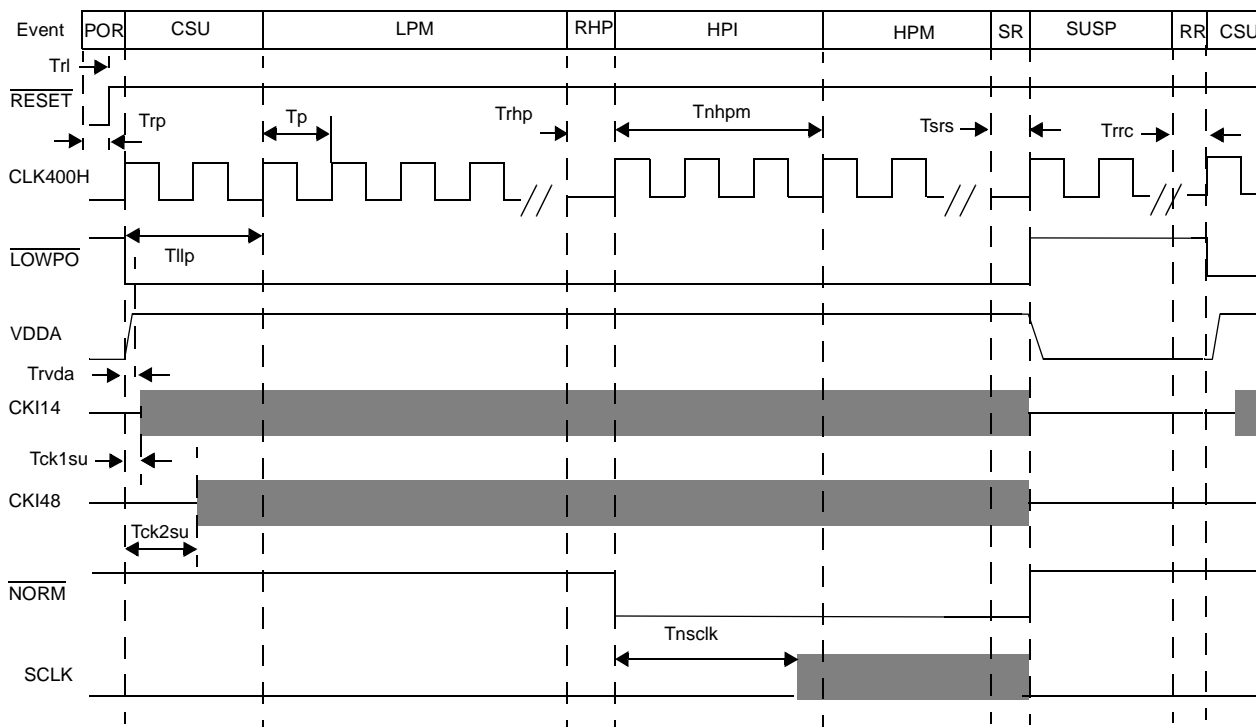 Event POR CSU LPM RHP HPI HPM SR SUSP RR CSU
Trl
RESET
Trp Tp Trhp Tnhpm Tsrs Trrc
CLK400H
LOWPO Tllp
VDDA
Trvda
CKI14
Tck1su
CKI48
Tck2su
NORM
Tnsclk
SCLK